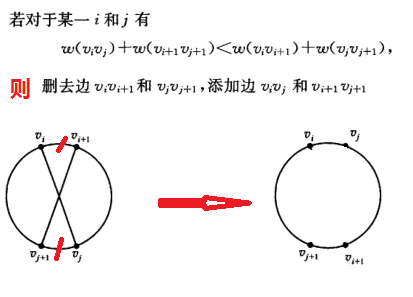 若对于某一 i 和 j 有
w(vᵢvⱼ)+w(vᵢ₊₁vⱼ₊₁)<w(vᵢvᵢ₊₁)+w(vⱼvⱼ₊₁),
则 删去边 vᵢvᵢ₊₁和 vⱼvⱼ₊₁,添加边 vᵢvⱼ 和 vᵢ₊₁vⱼ₊₁
vᵢ vᵢ₊₁
vⱼ₊₁ vⱼ
vᵢ vⱼ
vⱼ₊₁ vᵢ₊₁